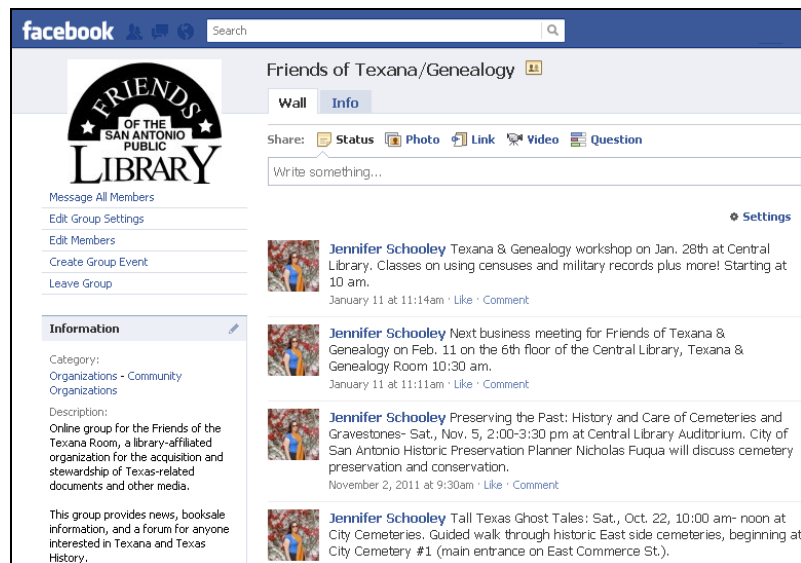 facebook
Search
FRIENDS
OF THE
SAN ANTONIO
PUBLIC
LIBRARY
Message All Members
Edit Group Settings
Edit Members
Create Group Event
Leave Group
Information
Category:
Organizations - Community
Organizations
Description:
Online group for the Friends of the
Texana Room, a library-affiliated
organization for the acquisition and
stewardship of Texas-related
documents and other media.
This group provides news, booksale
information, and a forum for anyone
interested in Texana and Texas
History.
Friends of Texana/Genealogy
Wall Info
Share: Status Photo Link Video Question
Write something...
Settings
Jennifer Schooley Texana & Genealogy workshop on Jan. 28th at Central
Library. Classes on using censuses and military records plus more! Starting at
10 am.
January 11 at 11:14am · Like · Comment
Jennifer Schooley Next business meeting for Friends of Texana &
Genealogy on Feb. 11 on the 6th floor of the Central Library, Texana &
Genealogy Room 10:30 am.
January 11 at 11:11am · Like · Comment
Jennifer Schooley Preserving the Past: History and Care of Cemeteries and
Gravestones- Sat., Nov. 5, 2:00-3:30 pm at Central Library Auditorium. City of
San Antonio Historic Preservation Planner Nicholas Fuqua will discuss cemetery
preservation and conservation.
November 2, 2011 at 9:30am · Like · Comment
Jennifer Schooley Tall Texas Ghost Tales: Sat., Oct. 22, 10:00 am- noon at
City Cemeteries. Guided walk through historic East side cemeteries, beginning at
City Cemetery #1 (main entrance on East Commerce St.).